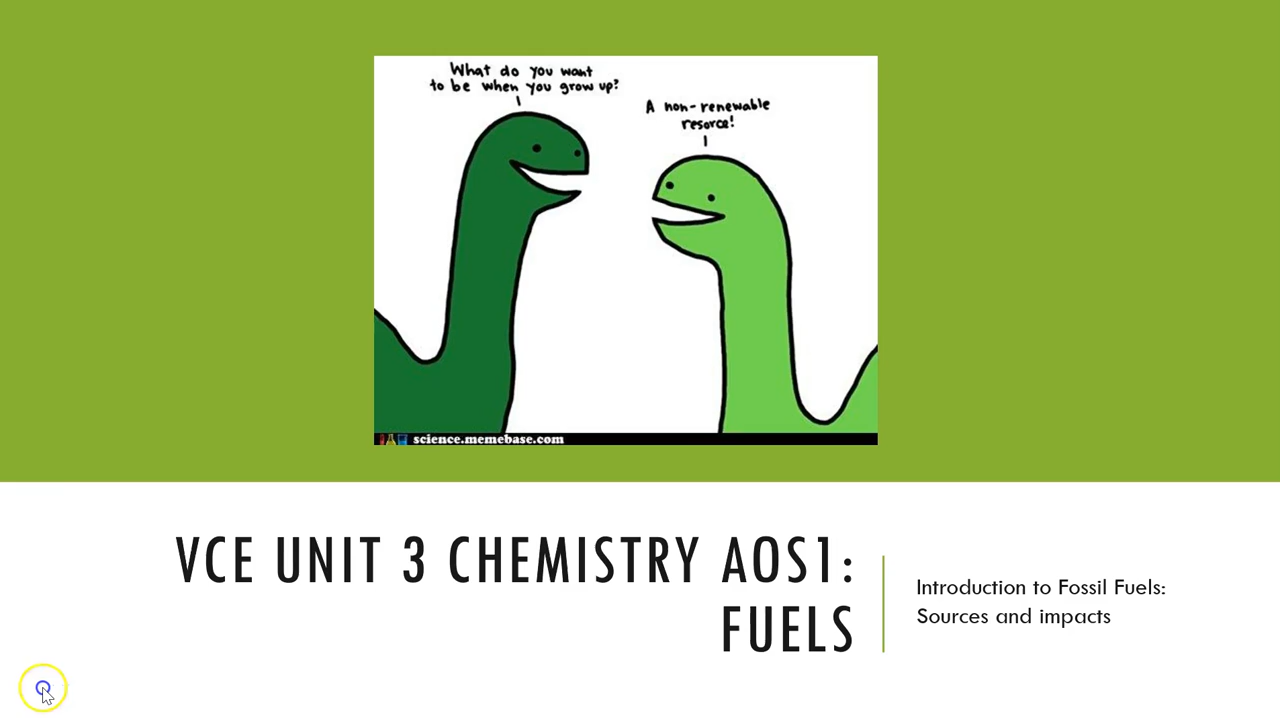 What do you want
to be when you grow up?
A non-renewable
resorce!
science.memebase.com
VCE UNIT 3 CHEMISTRY AOS1:
FUELS
Introduction to Fossil Fuels:
Sources and impacts